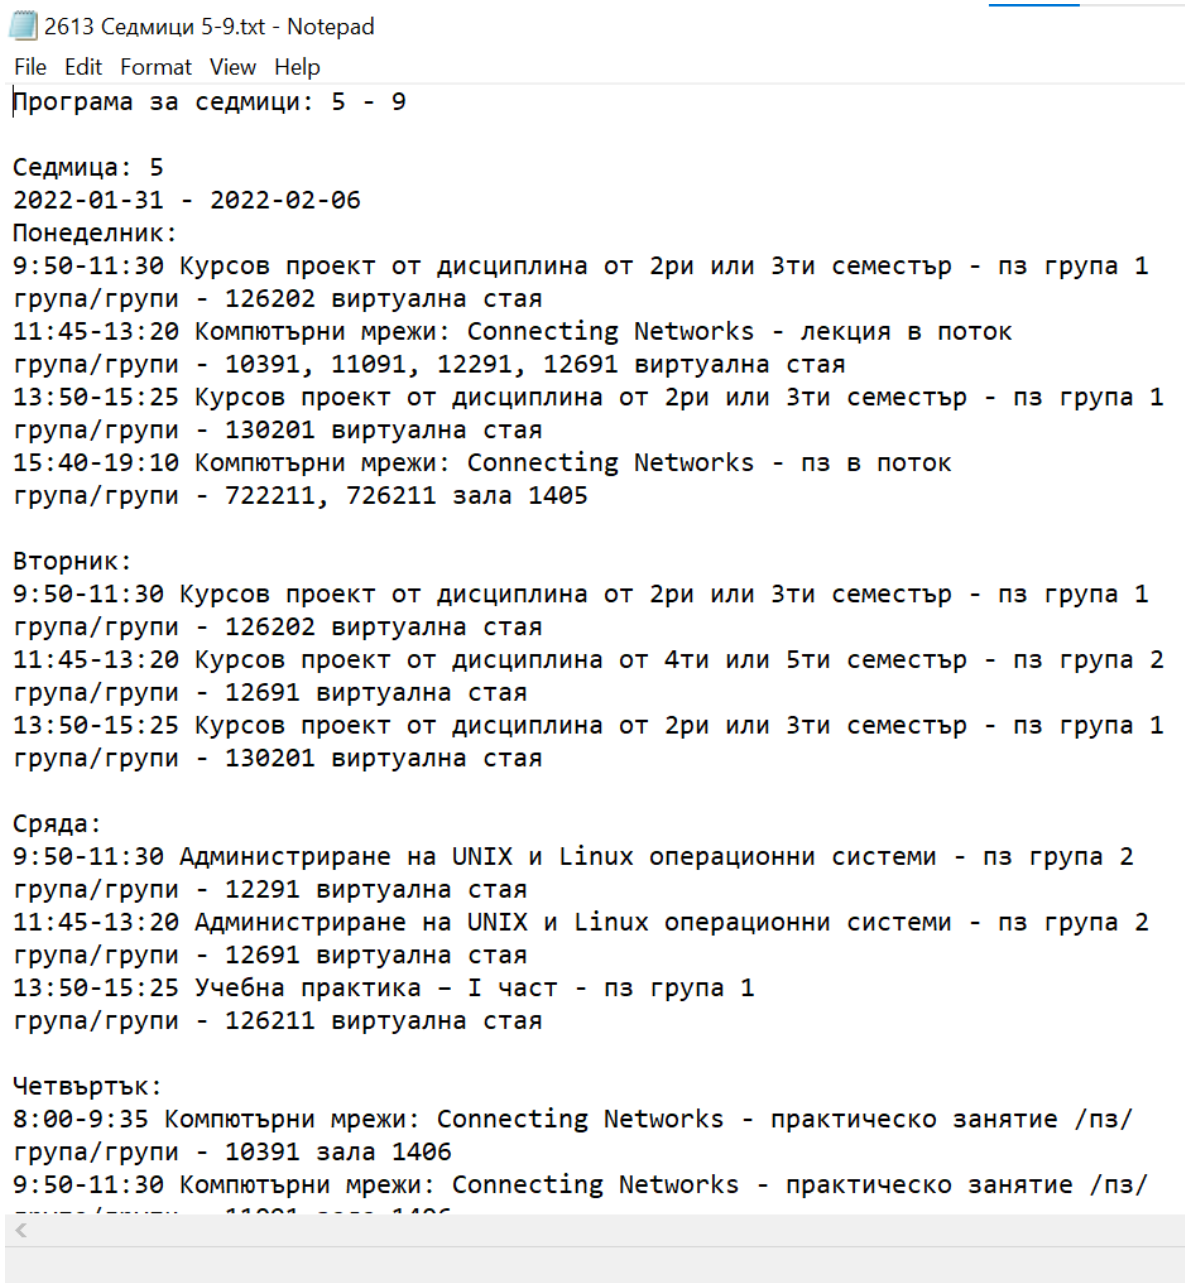 2613 Седмици 5-9.txt - Notepad
File Edit Format View Help
Програма за седмици: 5 - 9
Седмица: 5
2022-01-31 - 2022-02-06
Понеделник:
9:50-11:30 Курсов проект от дисциплина от 2ри или 3ти семестър - пз група 1
група/групи - 126202 виртуална стая
11:45-13:20 Компютърни мрежи: Connecting Networks - лекция в поток
група/групи - 10391, 11091, 12291, 12691 виртуална стая
13:50-15:25 Курсов проект от дисциплина от 2ри или 3ти семестър - пз група 1
група/групи - 130201 виртуална стая
15:40-19:10 Компютърни мрежи: Connecting Networks - пз в поток
група/групи - 722211, 726211 зала 1405
Вторник:
9:50-11:30 Курсов проект от дисциплина от 2ри или 3ти семестър - пз група 1
група/групи - 126202 виртуална стая
11:45-13:20 Курсов проект от дисциплина от 4ти или 5ти семестър - пз група 2
група/групи - 12691 виртуална стая
13:50-15:25 Курсов проект от дисциплина от 2ри или 3ти семестър - пз група 1
група/групи - 130201 виртуална стая
Сряда:
9:50-11:30 Администриране на UNIX и Linux операционни системи - пз група 2
група/групи - 12291 виртуална стая
11:45-13:20 Администриране на UNIX и Linux операционни системи - пз група 2
група/групи - 12691 виртуална стая
13:50-15:25 Учебна практика – I част - пз група 1
група/групи - 126211 виртуална стая
Четвъртък:
8:00-9:35 Компютърни мрежи: Connecting Networks - практическо занятие /пз/
група/групи - 10391 зала 1406
9:50-11:30 Компютърни мрежи: Connecting Networks - практическо занятие /пз/